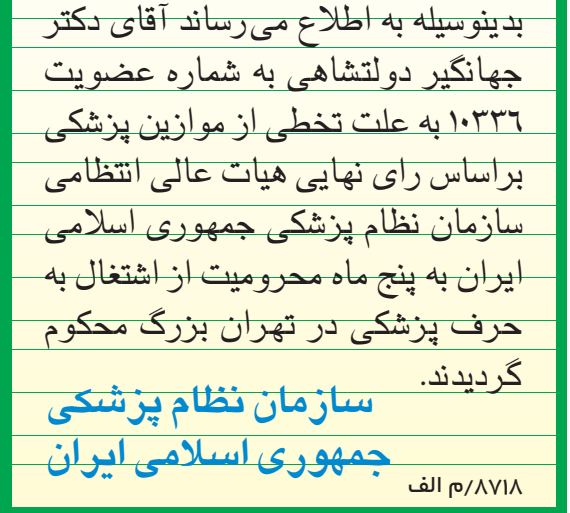 بدینوسیله به اطلاع می‌رساند آقای دکتر
جهانگیر دولتشاهی به شماره عضویت
۱۰۳۳٦ به علت تخطی از موازین پزشکی
براساس رای نهایی هیات عالی انتظامی
سازمان نظام پزشکی جمهوری اسلامی
ایران به پنج ماه محرومیت از اشتغال به
حرف پزشکی در تهران بزرگ محکوم
گردیدند.
سازمان نظام پزشکی
جمهوری اسلامی ایران
۸۷۱۸/م الف